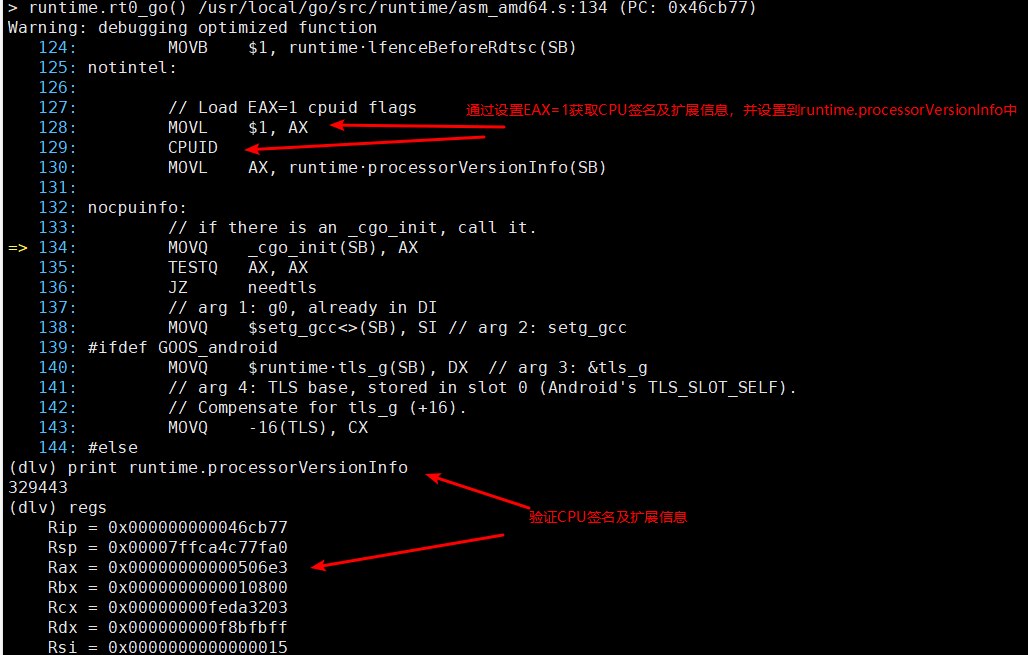 > runtime.rt0_go() /usr/local/go/src/runtime/asm_amd64.s:134 (PC: 0x46cb77)
Warning: debugging optimized function
124: MOVB $1, runtime·lfenceBeforeRdtsc(SB)
125: notintel:
126:
127: // Load EAX=1 cpuid flags
通过设置EAX=1获取CPU签名及扩展信息，并设置到runtime.processorVersionInfo中
128: MOVL $1, AX
129: CPUID
130: MOVL AX, runtime·processorVersionInfo(SB)
131:
132: nocpuinfo:
133: // if there is an _cgo_init, call it.
=> 134: MOVQ _cgo_init(SB), AX
135: TESTQ AX, AX
136: JZ needtls
137: // arg 1: g0, already in DI
138: MOVQ $setg_gcc<>(SB), SI // arg 2: setg_gcc
139: #ifdef GOOS_android
140: MOVQ $runtime·tls_g(SB), DX // arg 3: &tls_g
141: // arg 4: TLS base, stored in slot 0 (Android's TLS_SLOT_SELF).
142: // Compensate for tls_g (+16).
143: MOVQ -16(TLS), CX
144: #else
(dlv) print runtime.processorVersionInfo
329443
(dlv) regs
验证CPU签名及扩展信息
Rip = 0x000000000046cb77
Rsp = 0x00007ffca4c77fa0
Rax = 0x00000000000506e3
Rbx = 0x0000000000010800
Rcx = 0x00000000feda3203
Rdx = 0x000000000f8bfbff
Rsi = 0x0000000000000015